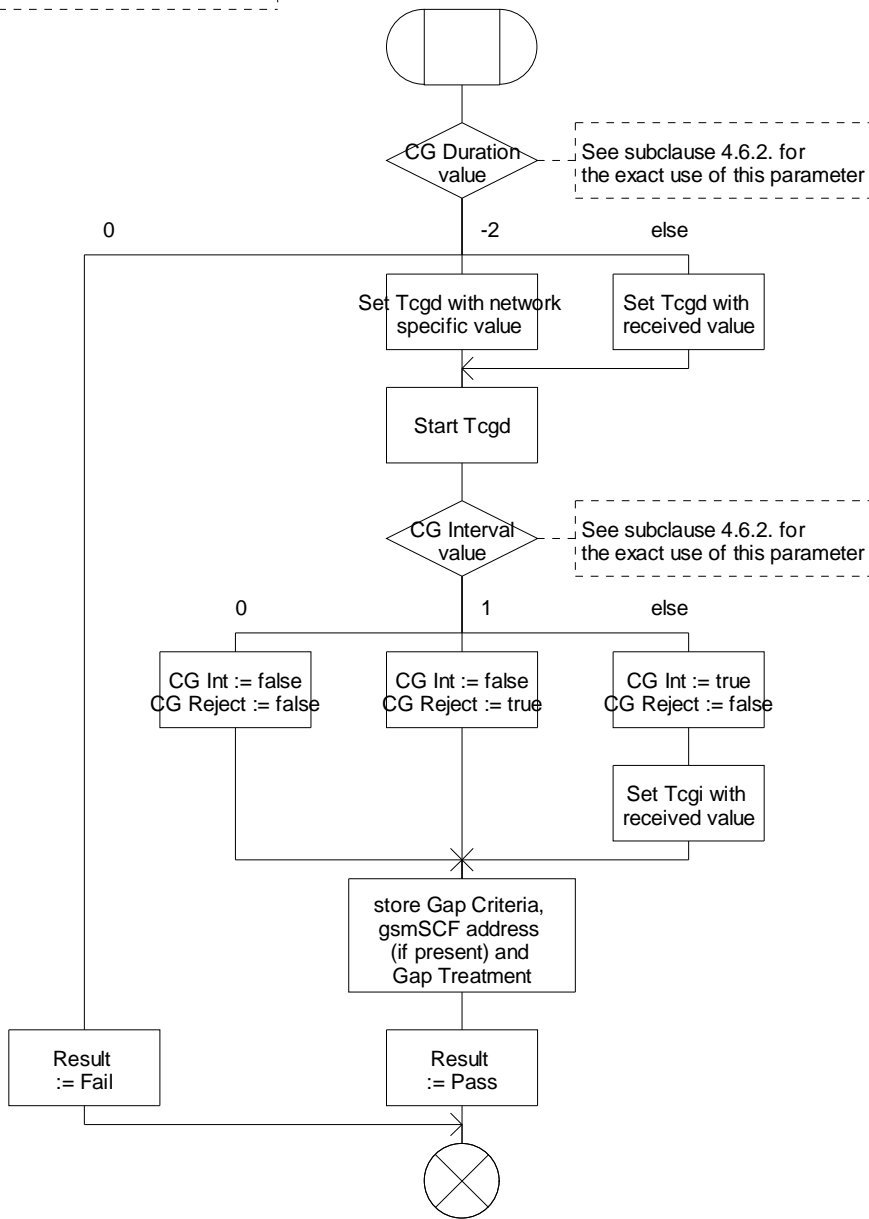 CG Duration
value
See subclause 4.6.2. for
the exact use of this parameter
0
-2
else
Set Tcgd with network
specific value
Set Tcgd with
received value
Start Tcgd
CG Interval
value
See subclause 4.6.2. for
the exact use of this parameter
0
1
else
CG Int := false
CG Reject := false
CG Int := false
CG Reject := true
CG Int := true
CG Reject := false
Set Tcgi with
received value
store Gap Criteria,
gsmSCF address
(if present) and
Gap Treatment
Result
:= Fail
Result
:= Pass